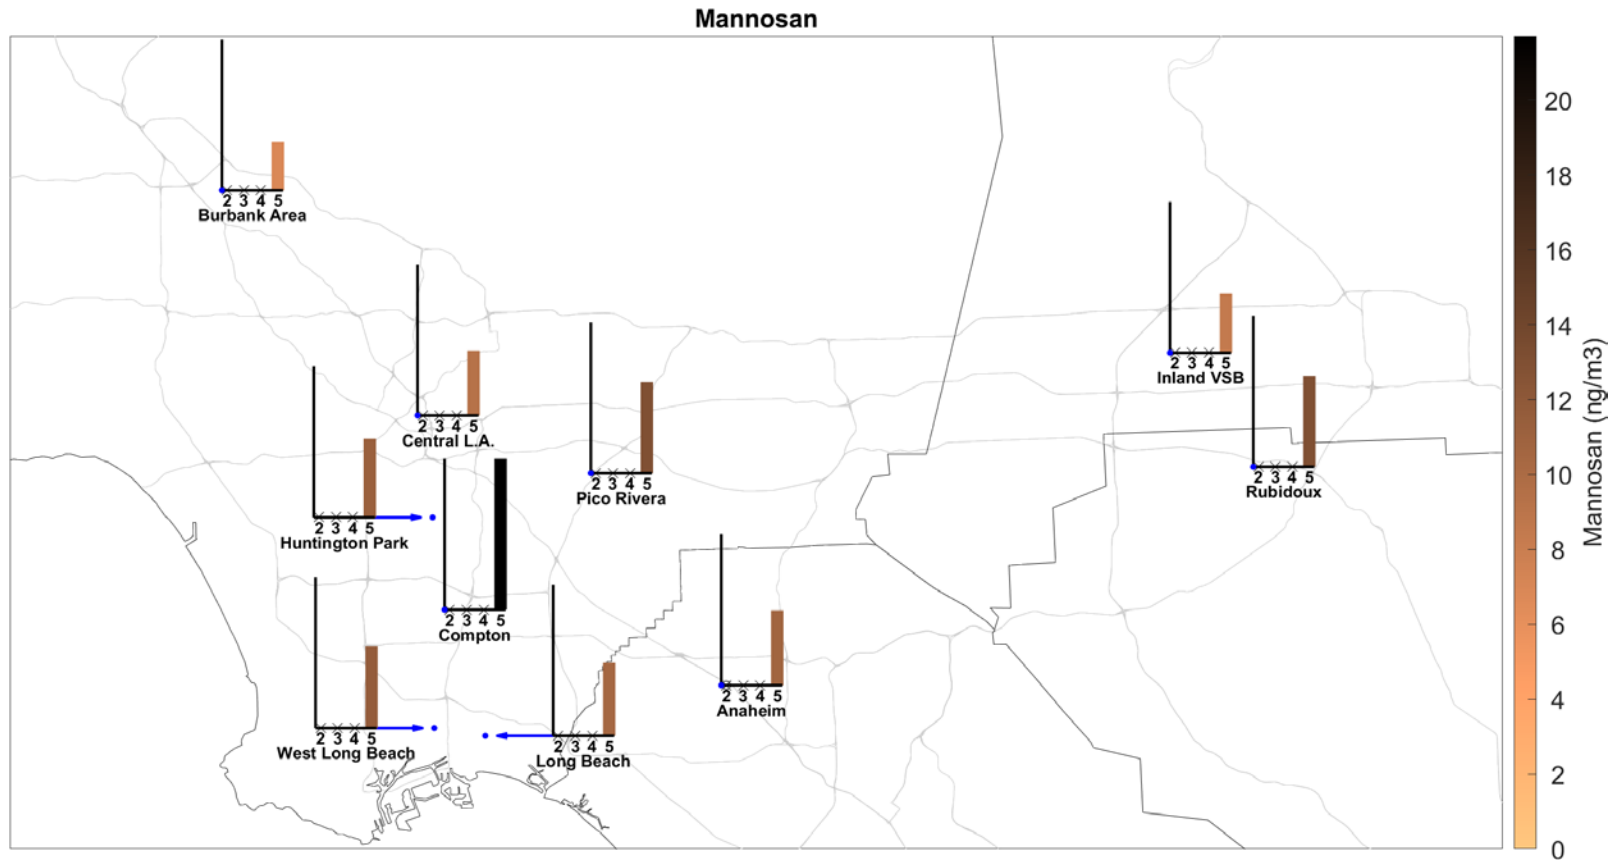 Mannosan
2 3 4 5
Burbank Area
2 3 4 5
Central L.A.
2 3 4 5
Inland VSB
2 3 4 5
Pico Rivera
2 3 4 5
Rubidoux
2 3 4 5
Huntington Park
2 3 4 5
Compton
2 3 4 5
Anaheim
2 3 4 5
West Long Beach
2 3 4 5
Long Beach
20
18
16
14
12
10
8
6
4
2
0
Mannosan (ng/m3)